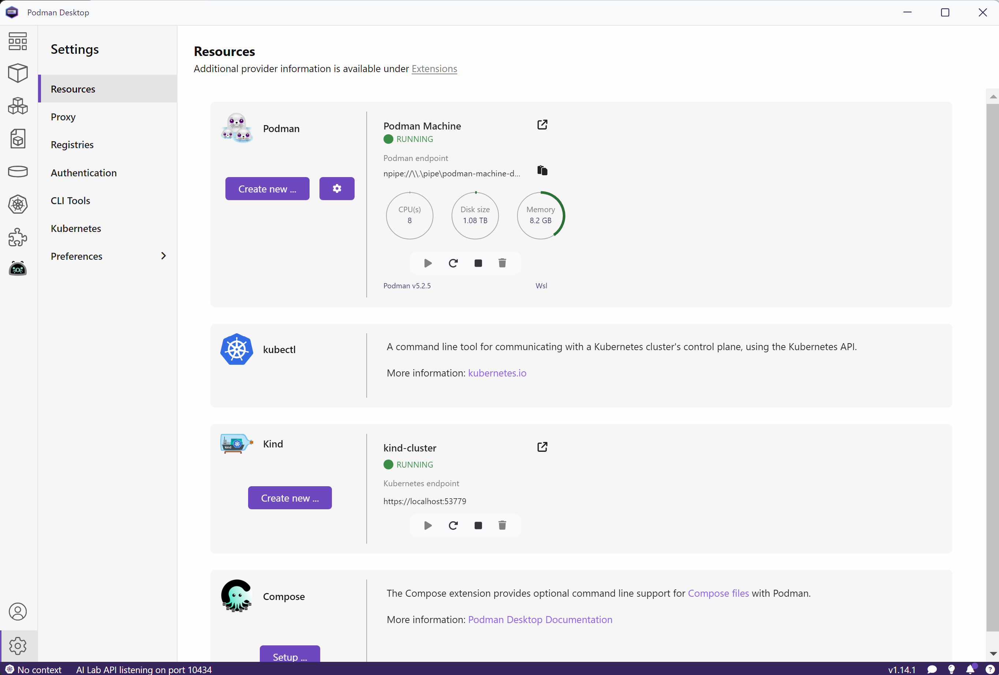 Podman Desktop
Settings
Resources
Proxy
Registries
Authentication
CLI Tools
Kubernetes
Preferences
Resources
Additional provider information is available under Extensions
Podman
Create new ...
Podman Machine
RUNNING
Podman endpoint
npipe://\\.\pipe\podman-machine-d...
CPU(s)
8
Disk size
1.08 TB
Memory
8.2 GB
Podman v5.2.5
Wsl
kubectl
A command line tool for communicating with a Kubernetes cluster's control plane, using the Kubernetes API.
More information: kubernetes.io
kind
Kind
Create new ...
kind-cluster
RUNNING
Kubernetes endpoint
https://localhost:53779
Compose
Setup ...
The Compose extension provides optional command line support for Compose files with Podman.
More information: Podman Desktop Documentation
No context
AI Lab API listening on port 10434
v1.14.1